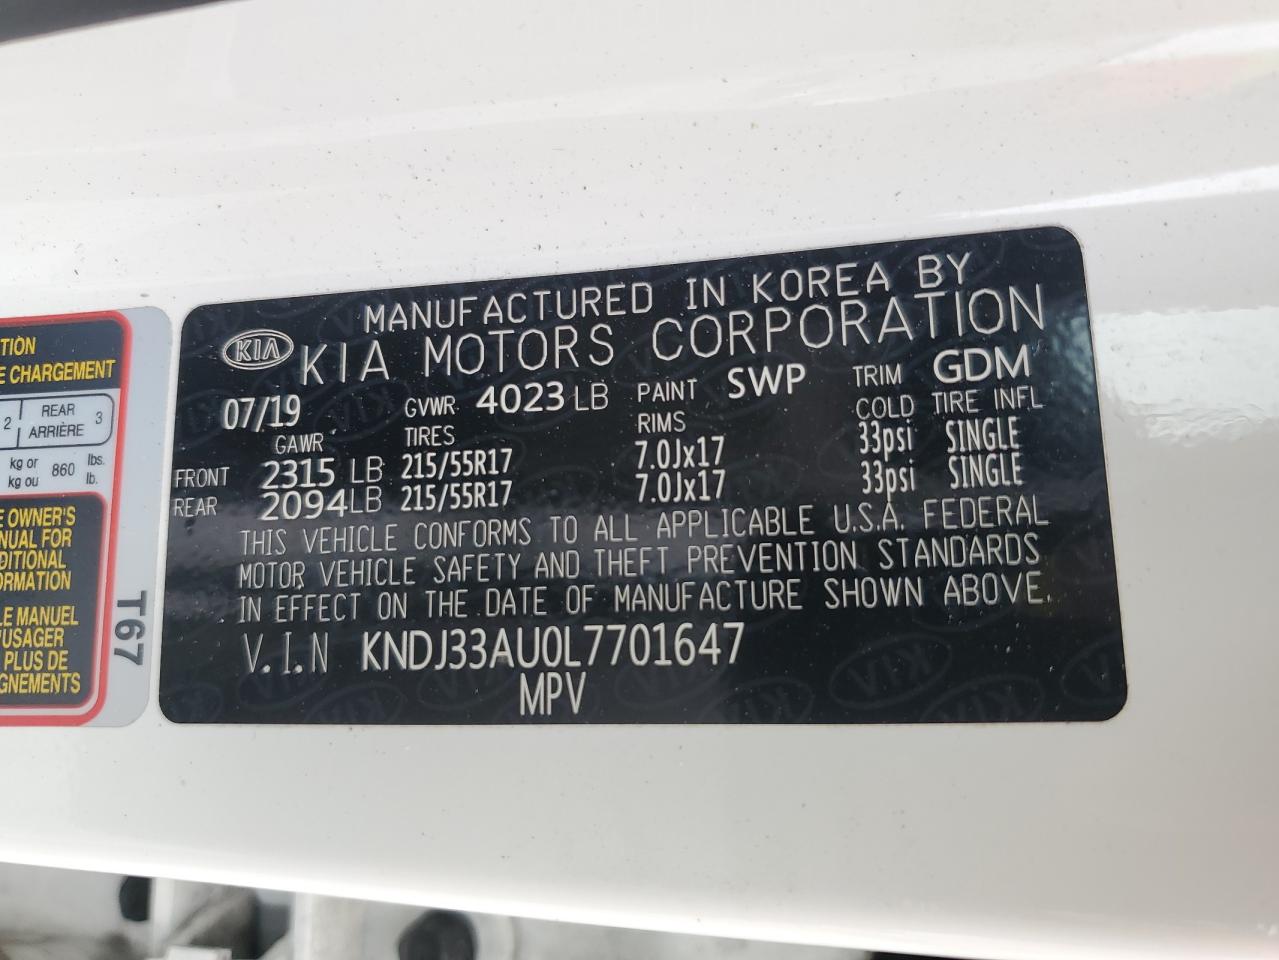 TION
E CHARGEMENT
2 REAR ARRIÈRE 3
kg or kg ou 860 lbs. lb.
E OWNER'S
NUAL FOR
DITIONAL
ORMATION
LE MANUEL
'USAGER
PLUS DE
GNEMENTS
T67
MANUFACTURED IN KOREA BY
KIA KIA MOTORS CORPORATION
07/19 GVWR 4023 LB PAINT SWP TRIM GDM
GAWR TIRES RIMS COLD TIRE INFL
FRONT 2315 LB 215/55R17 7.0Jx17 33psi SINGLE
REAR 2094LB 215/55R17 7.0Jx17 33psi SINGLE
THIS VEHICLE CONFORMS TO ALL APPLICABLE U.S.A. FEDERAL
MOTOR VEHICLE SAFETY AND THEFT PREVENTION STANDARDS
IN EFFECT ON THE DATE OF MANUFACTURE SHOWN ABOVE.
V.I.N KNDJ33AU0L7701647
MPV